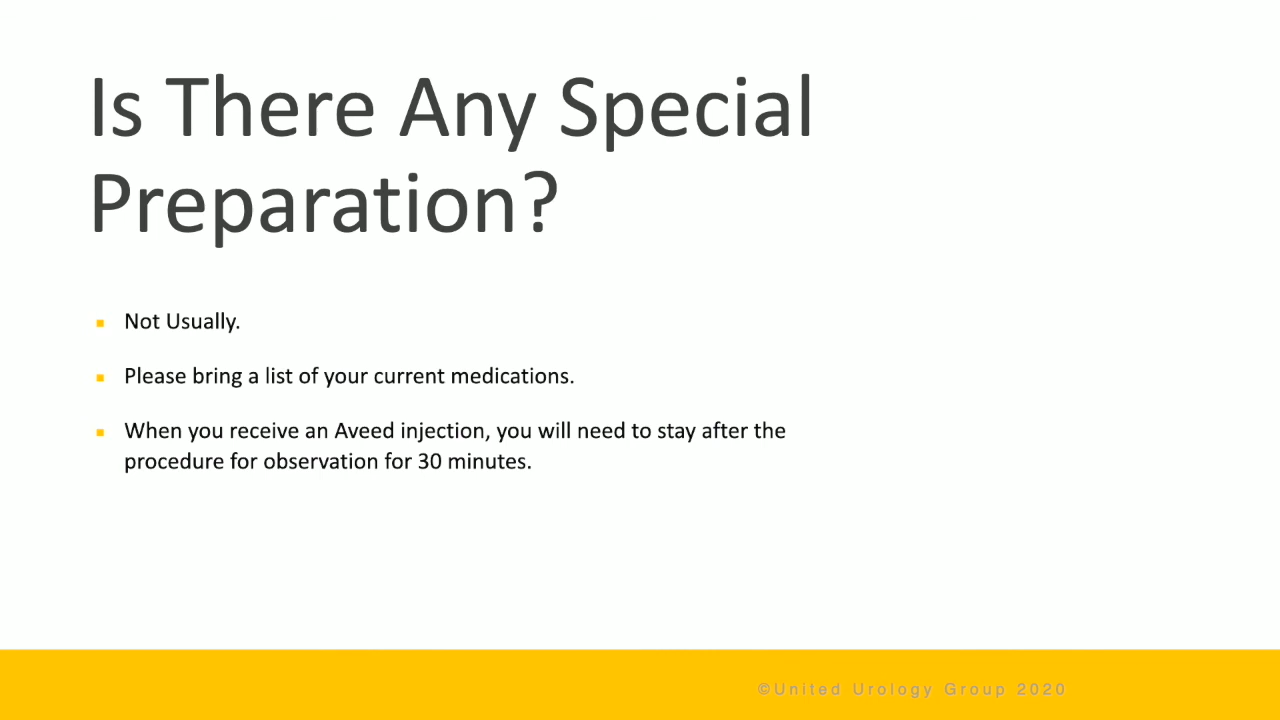 Is There Any Special
Preparation?
Not Usually.
Please bring a list of your current medications.
When you receive an Aveed injection, you will need to stay after the
procedure for observation for 30 minutes.
©United Urology Group 2020